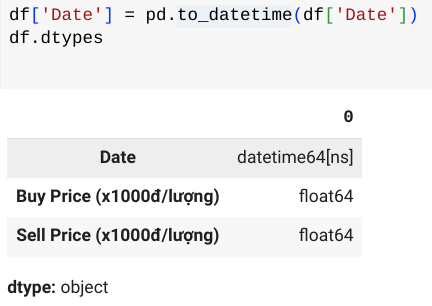 df['Date'] = pd.to_datetime(df['Date'])
df.dtypes
0
Date datetime64[ns]
Buy Price (x1000đ/lượng) float64
Sell Price (x1000đ/lượng) float64
dtype: object